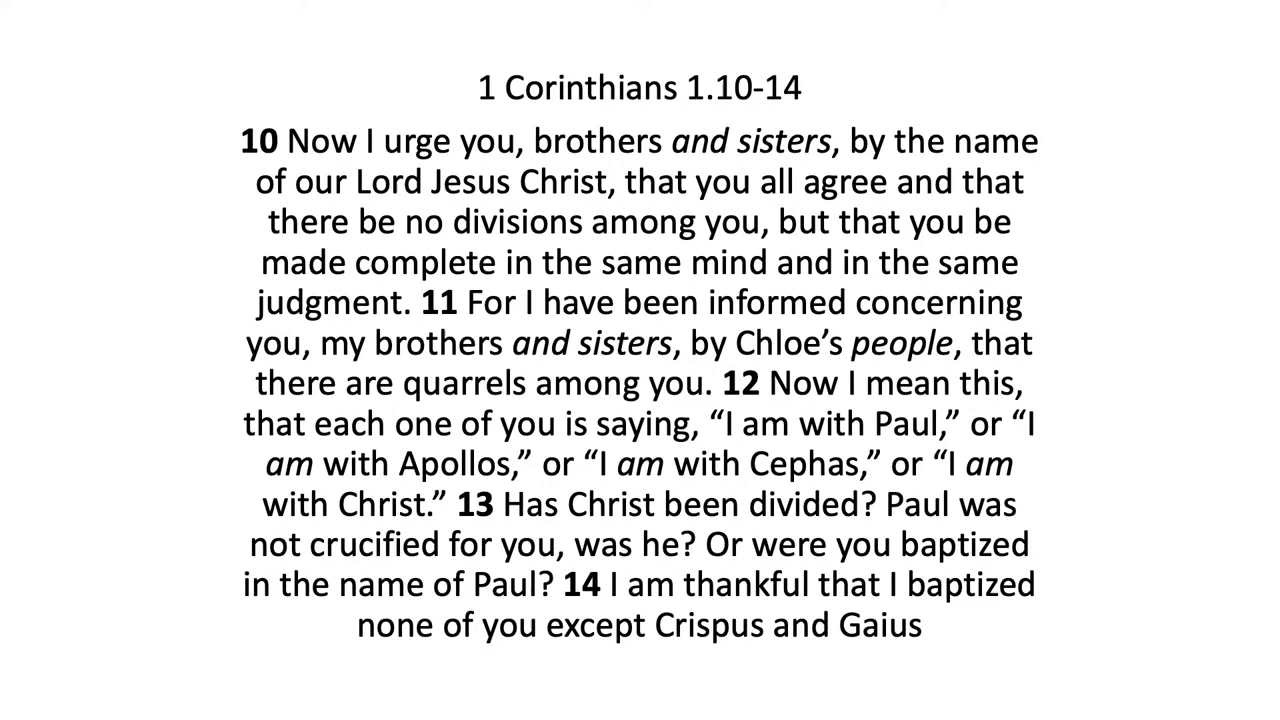 1 Corinthians 1.10-14
10 Now I urge you, brothers and sisters, by the name
of our Lord Jesus Christ, that you all agree and that
there be no divisions among you, but that you be
made complete in the same mind and in the same
judgment. 11 For I have been informed concerning
you, my brothers and sisters, by Chloe’s people, that
there are quarrels among you. 12 Now I mean this,
that each one of you is saying, “I am with Paul,” or “I
am with Apollos,” or “I am with Cephas,” or “I am
with Christ.” 13 Has Christ been divided? Paul was
not crucified for you, was he? Or were you baptized
in the name of Paul? 14 I am thankful that I baptized
none of you except Crispus and Gaius